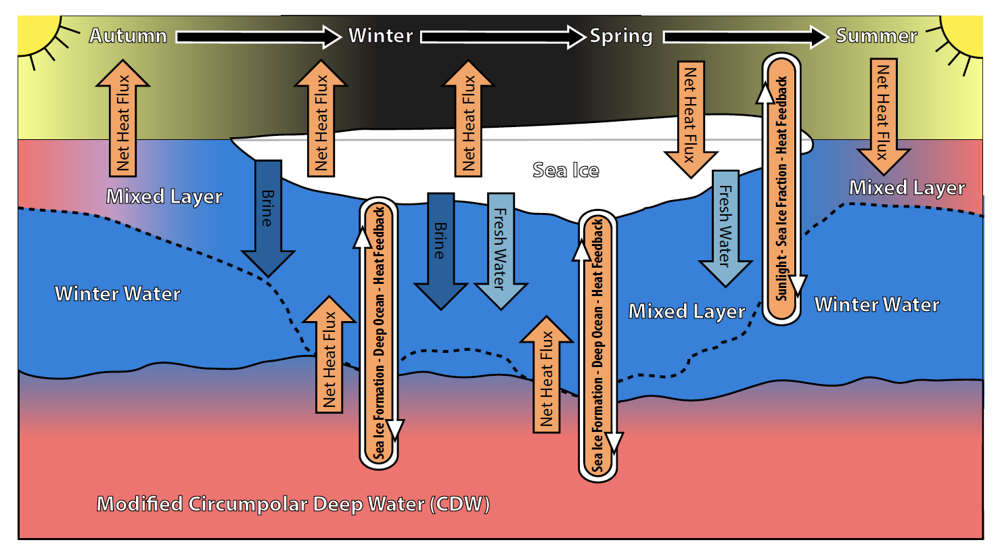 Autumn
Winter
Spring
Summer
Net Heat Flux
Net Heat Flux
Net Heat Flux
Net Heat Flux
Sunlight - Sea Ice Fraction - Heat Feedback
Net Heat Flux
Sea Ice
Mixed Layer
Mixed Layer
Brine
Brine
Fresh Water
Fresh Water
Sea Ice Formation - Deep Ocean - Heat Feedback
Sea Ice Formation - Deep Ocean - Heat Feedback
Winter Water
Mixed Layer
Winter Water
Net Heat Flux
Net Heat Flux
Modified Circumpolar Deep Water (CDW)